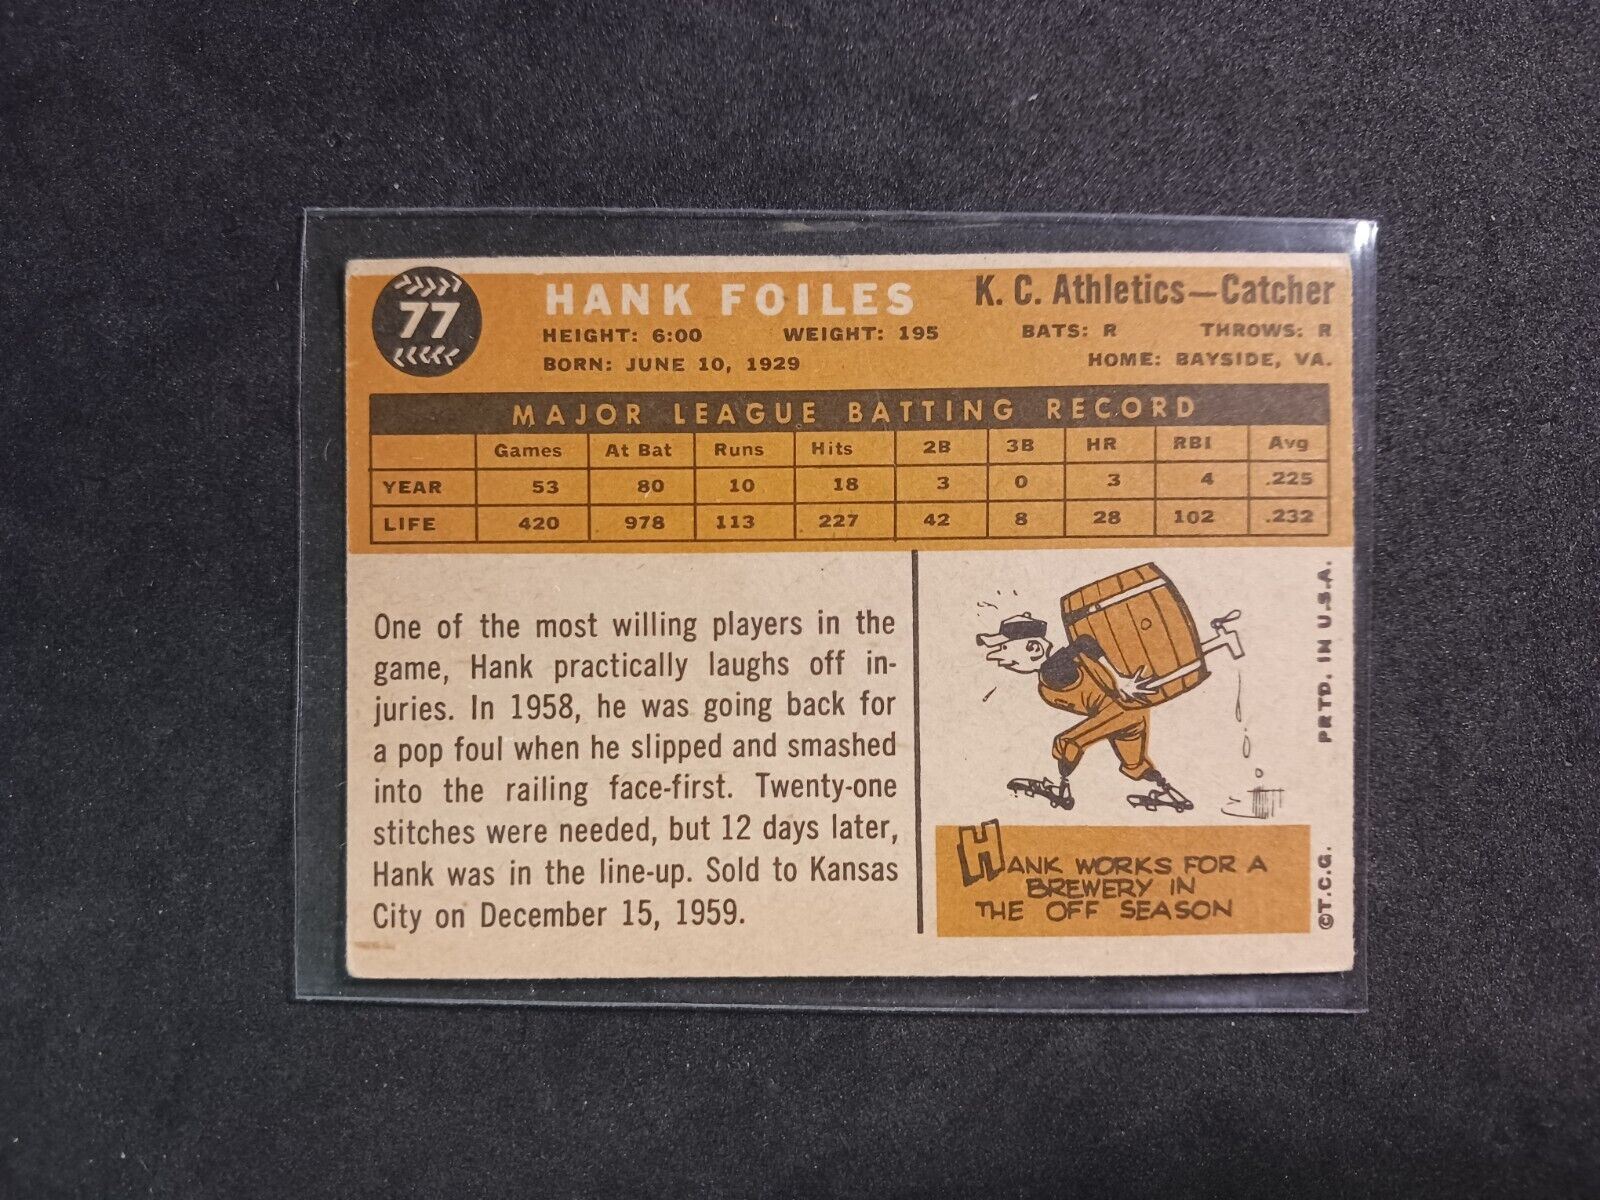 77
HANK FOILES
K. C. Athletics—Catcher
HEIGHT: 6:00 WEIGHT: 195 BATS: R THROWS: R
BORN: JUNE 10, 1929 HOME: BAYSIDE, VA.
MAJOR LEAGUE BATTING RECORD
Games At Bat Runs Hits 2B 3B HR RBI Avg
YEAR 53 80 10 18 3 0 3 4 .225
LIFE 420 978 113 227 42 8 28 102 .232
One of the most willing players in the
game, Hank practically laughs off in-
juries. In 1958, he was going back for
a pop foul when he slipped and smashed
into the railing face-first. Twenty-one
stitches were needed, but 12 days later,
Hank was in the line-up. Sold to Kansas
City on December 15, 1959.
HANK WORKS FOR A
BREWERY IN
THE OFF SEASON
©T.C.G. PRTD. IN U.S.A.